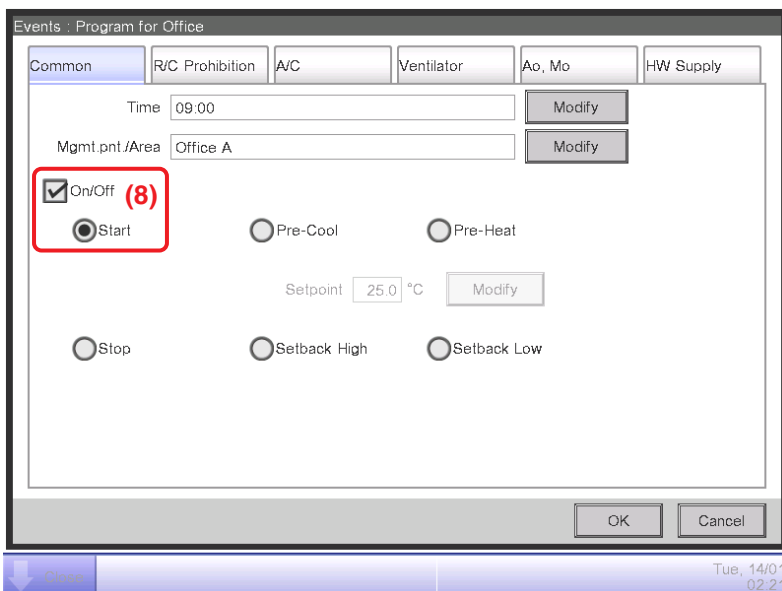 Events : Program for Office
Common R/C Prohibition A/C Ventilator Ao, Mo HW Supply
Time 09:00 Modify
Mgmt.pnt./Area Office A Modify
On/Off (8)
Start Pre-Cool Pre-Heat
Setpoint 25.0 °C Modify
Stop Setback High Setback Low
OK Cancel
Tue, 14/01
02:21